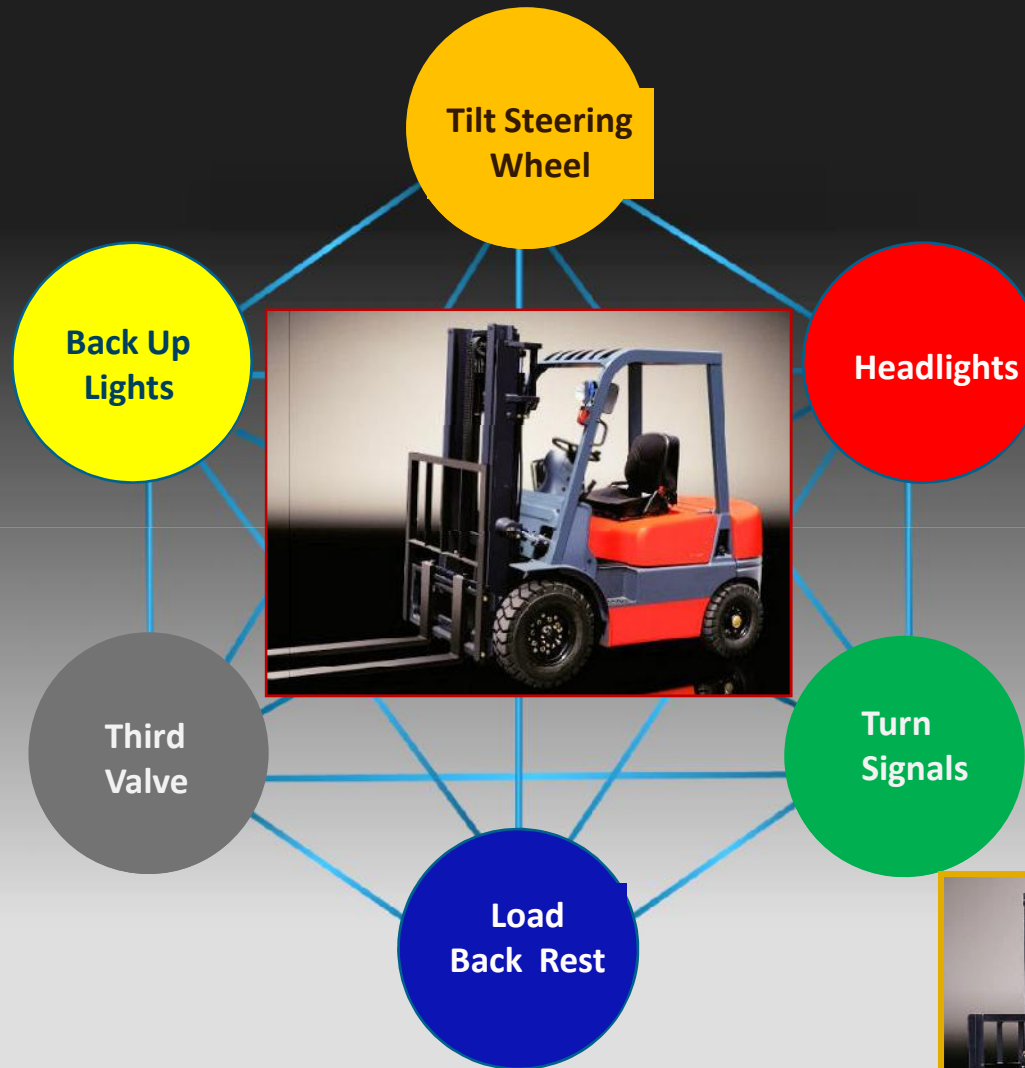 Tilt Steering
Wheel
Back Up
Lights
Headlights
Third
Valve
Turn
Signals
Load
Back Rest